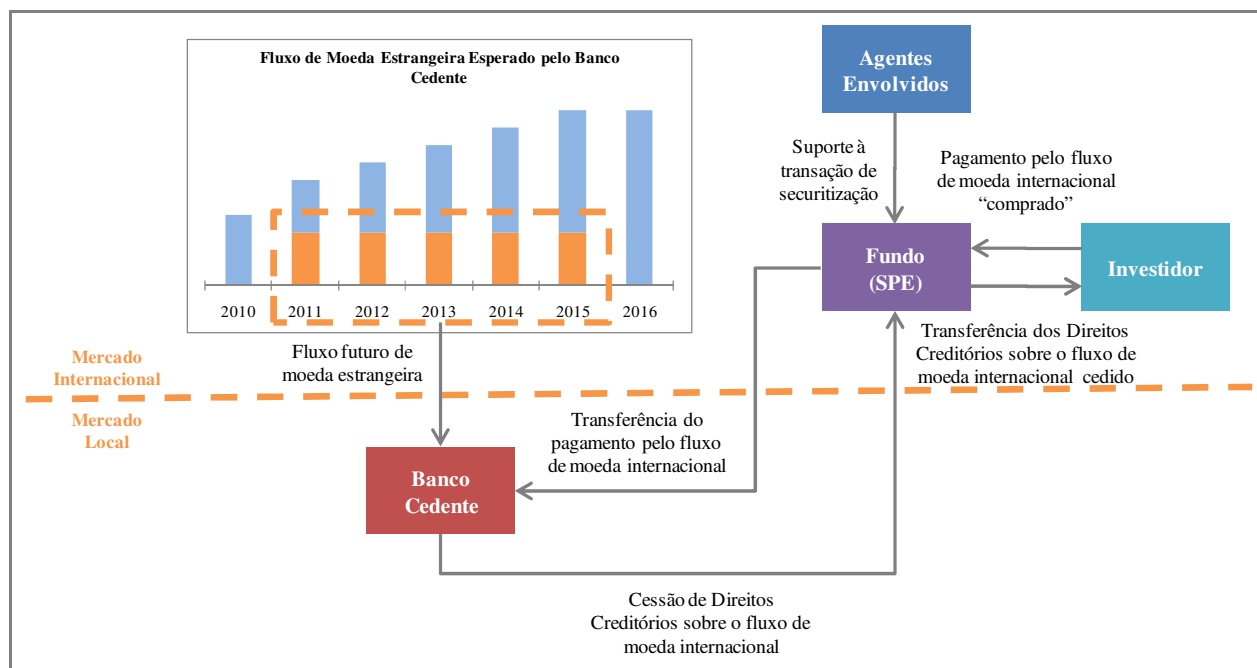 Fluxo de Moeda Estrangeira Esperado pelo Banco
Cedente
2010 2011 2012 2013 2014 2015 2016
Agentes
Envolvidos
Suporte à
transação de
securitização
Pagamento pelo fluxo
de moeda internacional
“comprado”
Fundo
(SPE)
Investidor
Transferência dos Direitos
Creditórios sobre o fluxo de
moeda internacional cedido
Fluxo futuro de
moeda estrangeira
Mercado
Internacional
Mercado
Local
Transferência do
pagamento pelo fluxo
de moeda internacional
Banco
Cedente
Cessão de Direitos
Creditórios sobre o fluxo de
moeda internacional